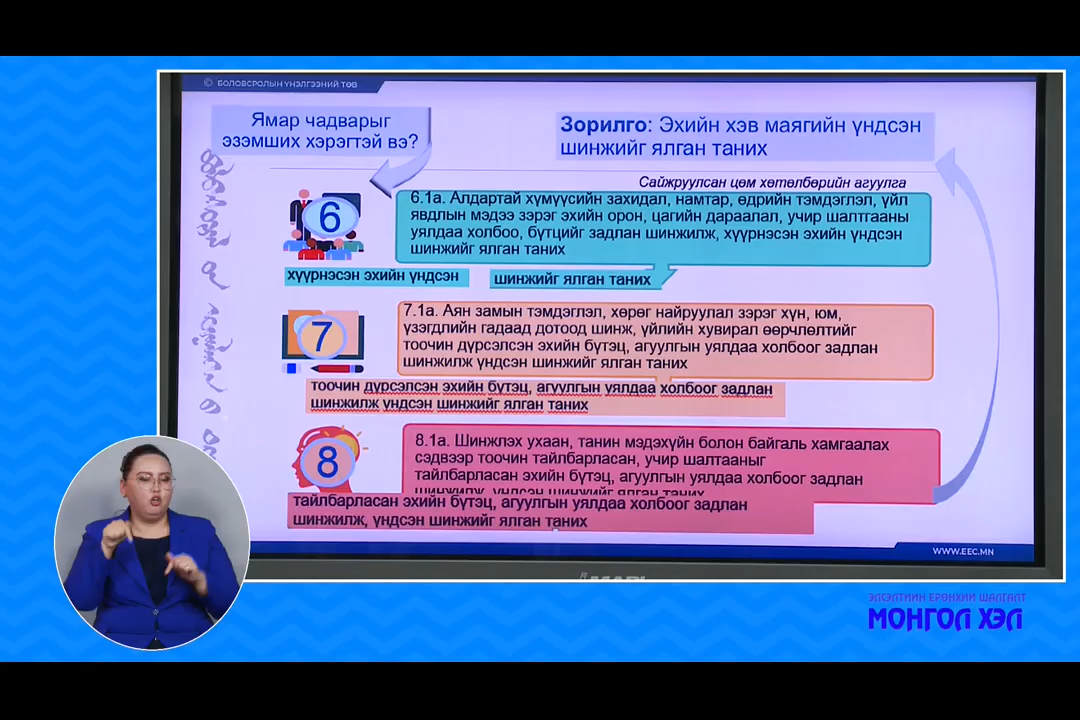 © БОЛОВСРОЛЫН ҮНЭЛГЭЭНИЙ ТӨВ
Ямар чадварыг
эзэмших хэрэгтэй вэ?
Зорилго: Эхийн хэв маягийн үндсэн
шинжийг ялган таних
Сайжруулсан цөм хөтөлбөрийн агуулга
6
6.1а. Алдартай хүмүүсийн захидал, намтар, өдрийн тэмдэглэл, үйл
явдлын мэдээ зэрэг эхийн орон, цагийн дараалал, учир шалтгааны
уялдаа холбоо, бүтцийг задлан шинжилж, хүүрнэсэн эхийн үндсэн
шинжийг ялган таних
хүүрнэсэн эхийн үндсэн
шинжийг ялган таних
7
7.1а. Аян замын тэмдэглэл, хөрөг найруулал зэрэг хүн, юм,
үзэгдлийн гадаад дотоод шинж, үйлийн хувирал өөрчлөлтийг
тоочин дүрсэлсэн эхийн бүтэц, агуулгын уялдаа холбоог задлан
шинжилж үндсэн шинжийг ялган таних
тоочин дүрсэлсэн эхийн бүтэц, агуулгын уялдаа холбоог задлан
шинжилж үндсэн шинжийг ялган таних
8
8.1а. Шинжлэх ухаан, танин мэдэхүйн болон байгаль хамгаалах
сэдвээр тоочин тайлбарласан, учир шалтааныг
тайлбарласан эхийн бүтэц, агуулгын уялдаа холбоог задлан
шинжилж, үндсэн шинжийг ялган таних
тайлбарласан эхийн бүтэц, агуулгын уялдаа холбоог задлан
шинжилж, үндсэн шинжийг ялган таних
WWW.EEC.MN
ЭЛСЭЛТИЙН ЕРӨНХИЙ ШАЛГАЛТ
МОНГОЛ ХЭЛ